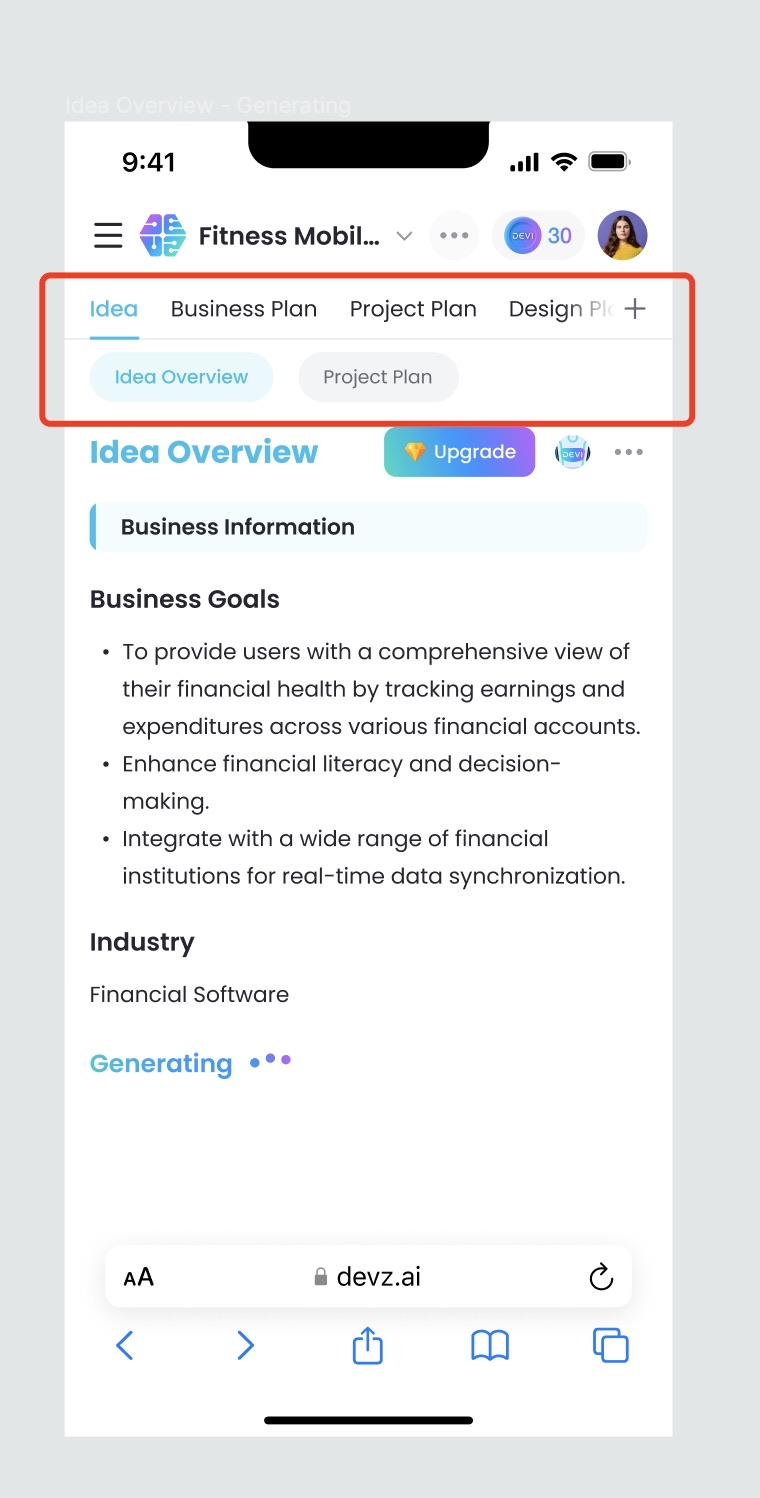 Idea Overview - Generating
9:41
Fitness Mobil... DEVI 30
Idea Business Plan Project Plan Design Pl
Idea Overview Project Plan
Idea Overview Upgrade DEVI
Business Information
Business Goals
• To provide users with a comprehensive view of
their financial health by tracking earnings and
expenditures across various financial accounts.
• Enhance financial literacy and decision-
making.
• Integrate with a wide range of financial
institutions for real-time data synchronization.
Industry
Financial Software
Generating
AA devz.ai